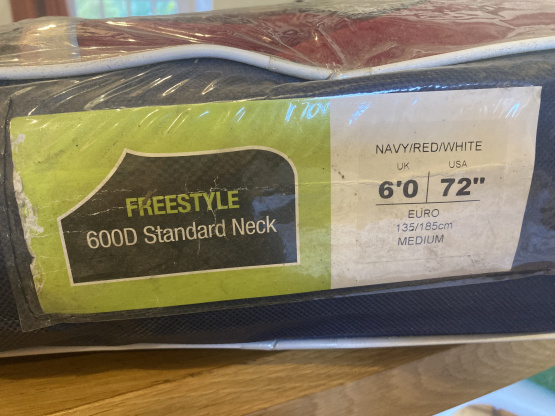 FREESTYLE
600D Standard Neck
NAVY/RED/WHITE
UK USA
6'0 72"
EURO
135/185cm
MEDIUM